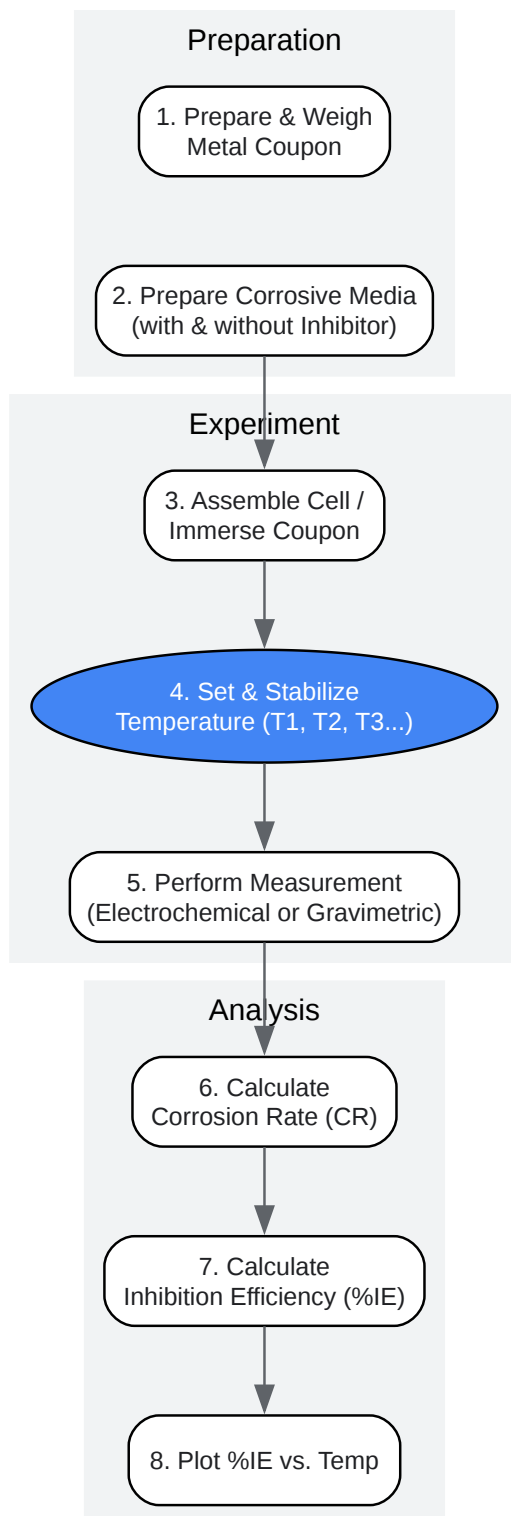 Preparation
1. Prepare & Weigh
Metal Coupon
2. Prepare Corrosive Media
(with & without Inhibitor)
Experiment
3. Assemble Cell /
Immerse Coupon
4. Set & Stabilize
Temperature (T1, T2, T3...)
5. Perform Measurement
(Electrochemical or Gravimetric)
Analysis
6. Calculate
Corrosion Rate (CR)
7. Calculate
Inhibition Efficiency (%IE)
8. Plot %IE vs. Temp